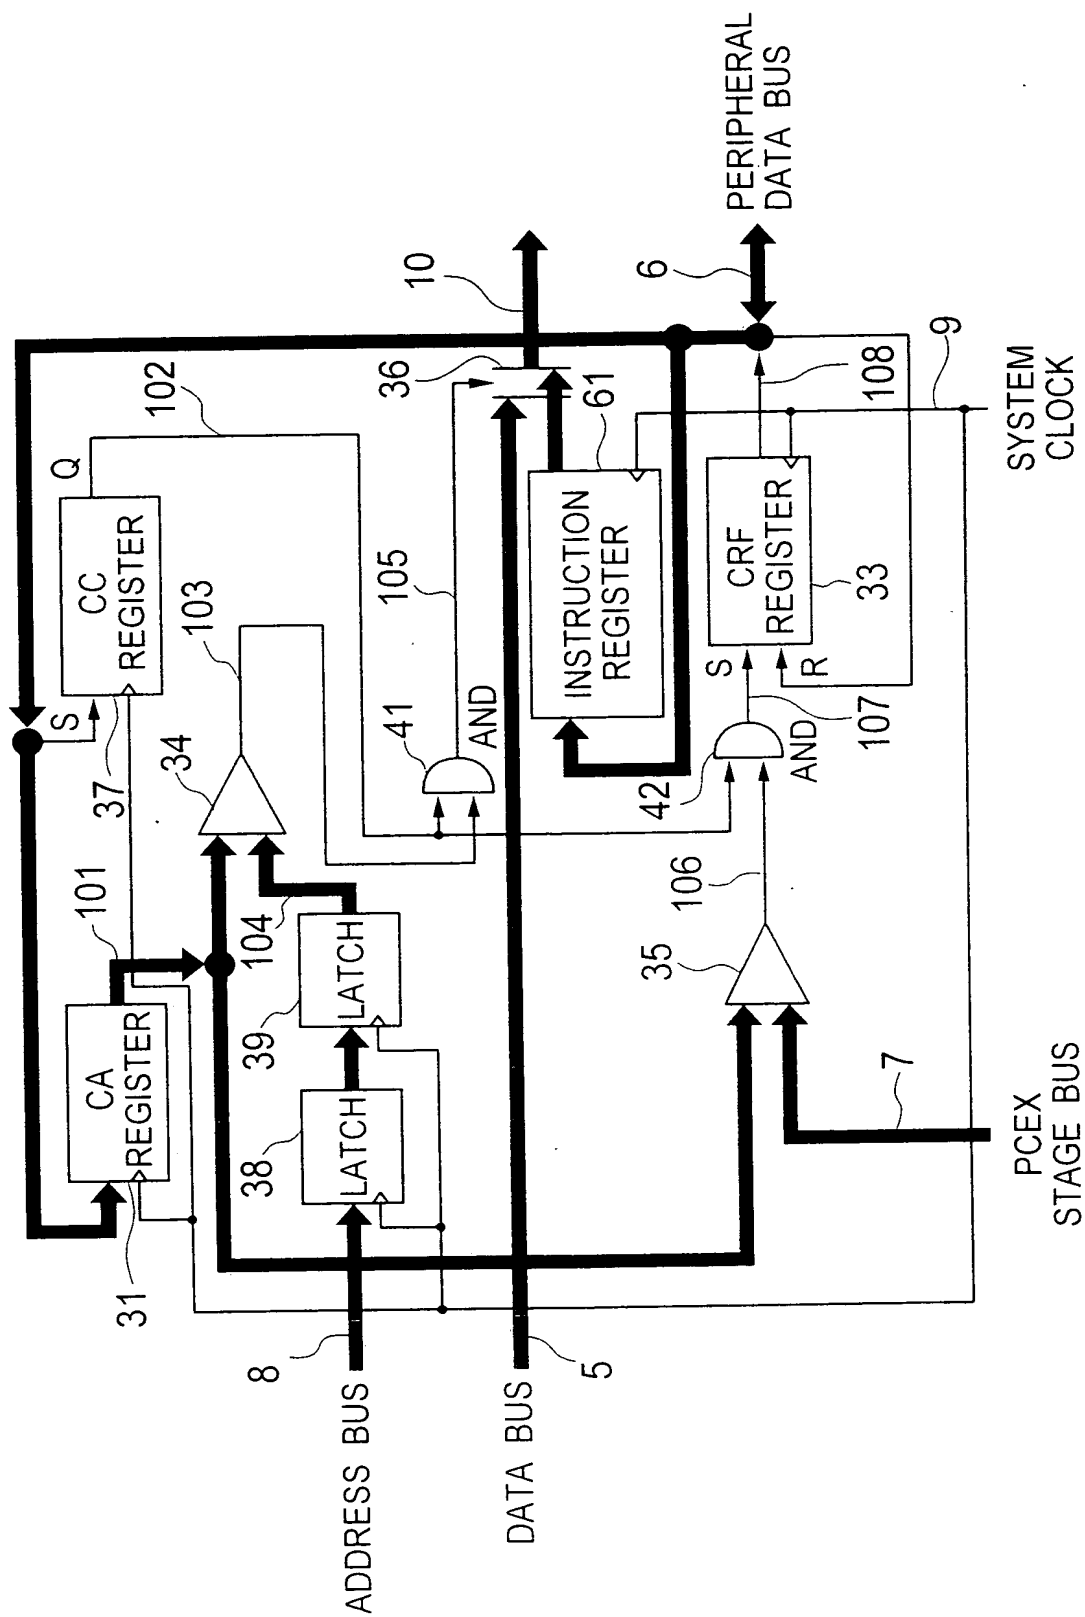 PERIPHERAL
DATA BUS
6
10
36
102
Q
CC
REGISTER
S
37
103
34
105
41
AND
61
INSTRUCTION
REGISTER
108
9
SYSTEM
CLOCK
CRF
REGISTER
33
S
R
107
42
AND
101
CA
REGISTER
31
104
LATCH
39
LATCH
38
106
35
7
PCEX
STAGE BUS
8
ADDRESS BUS
5
DATA BUS